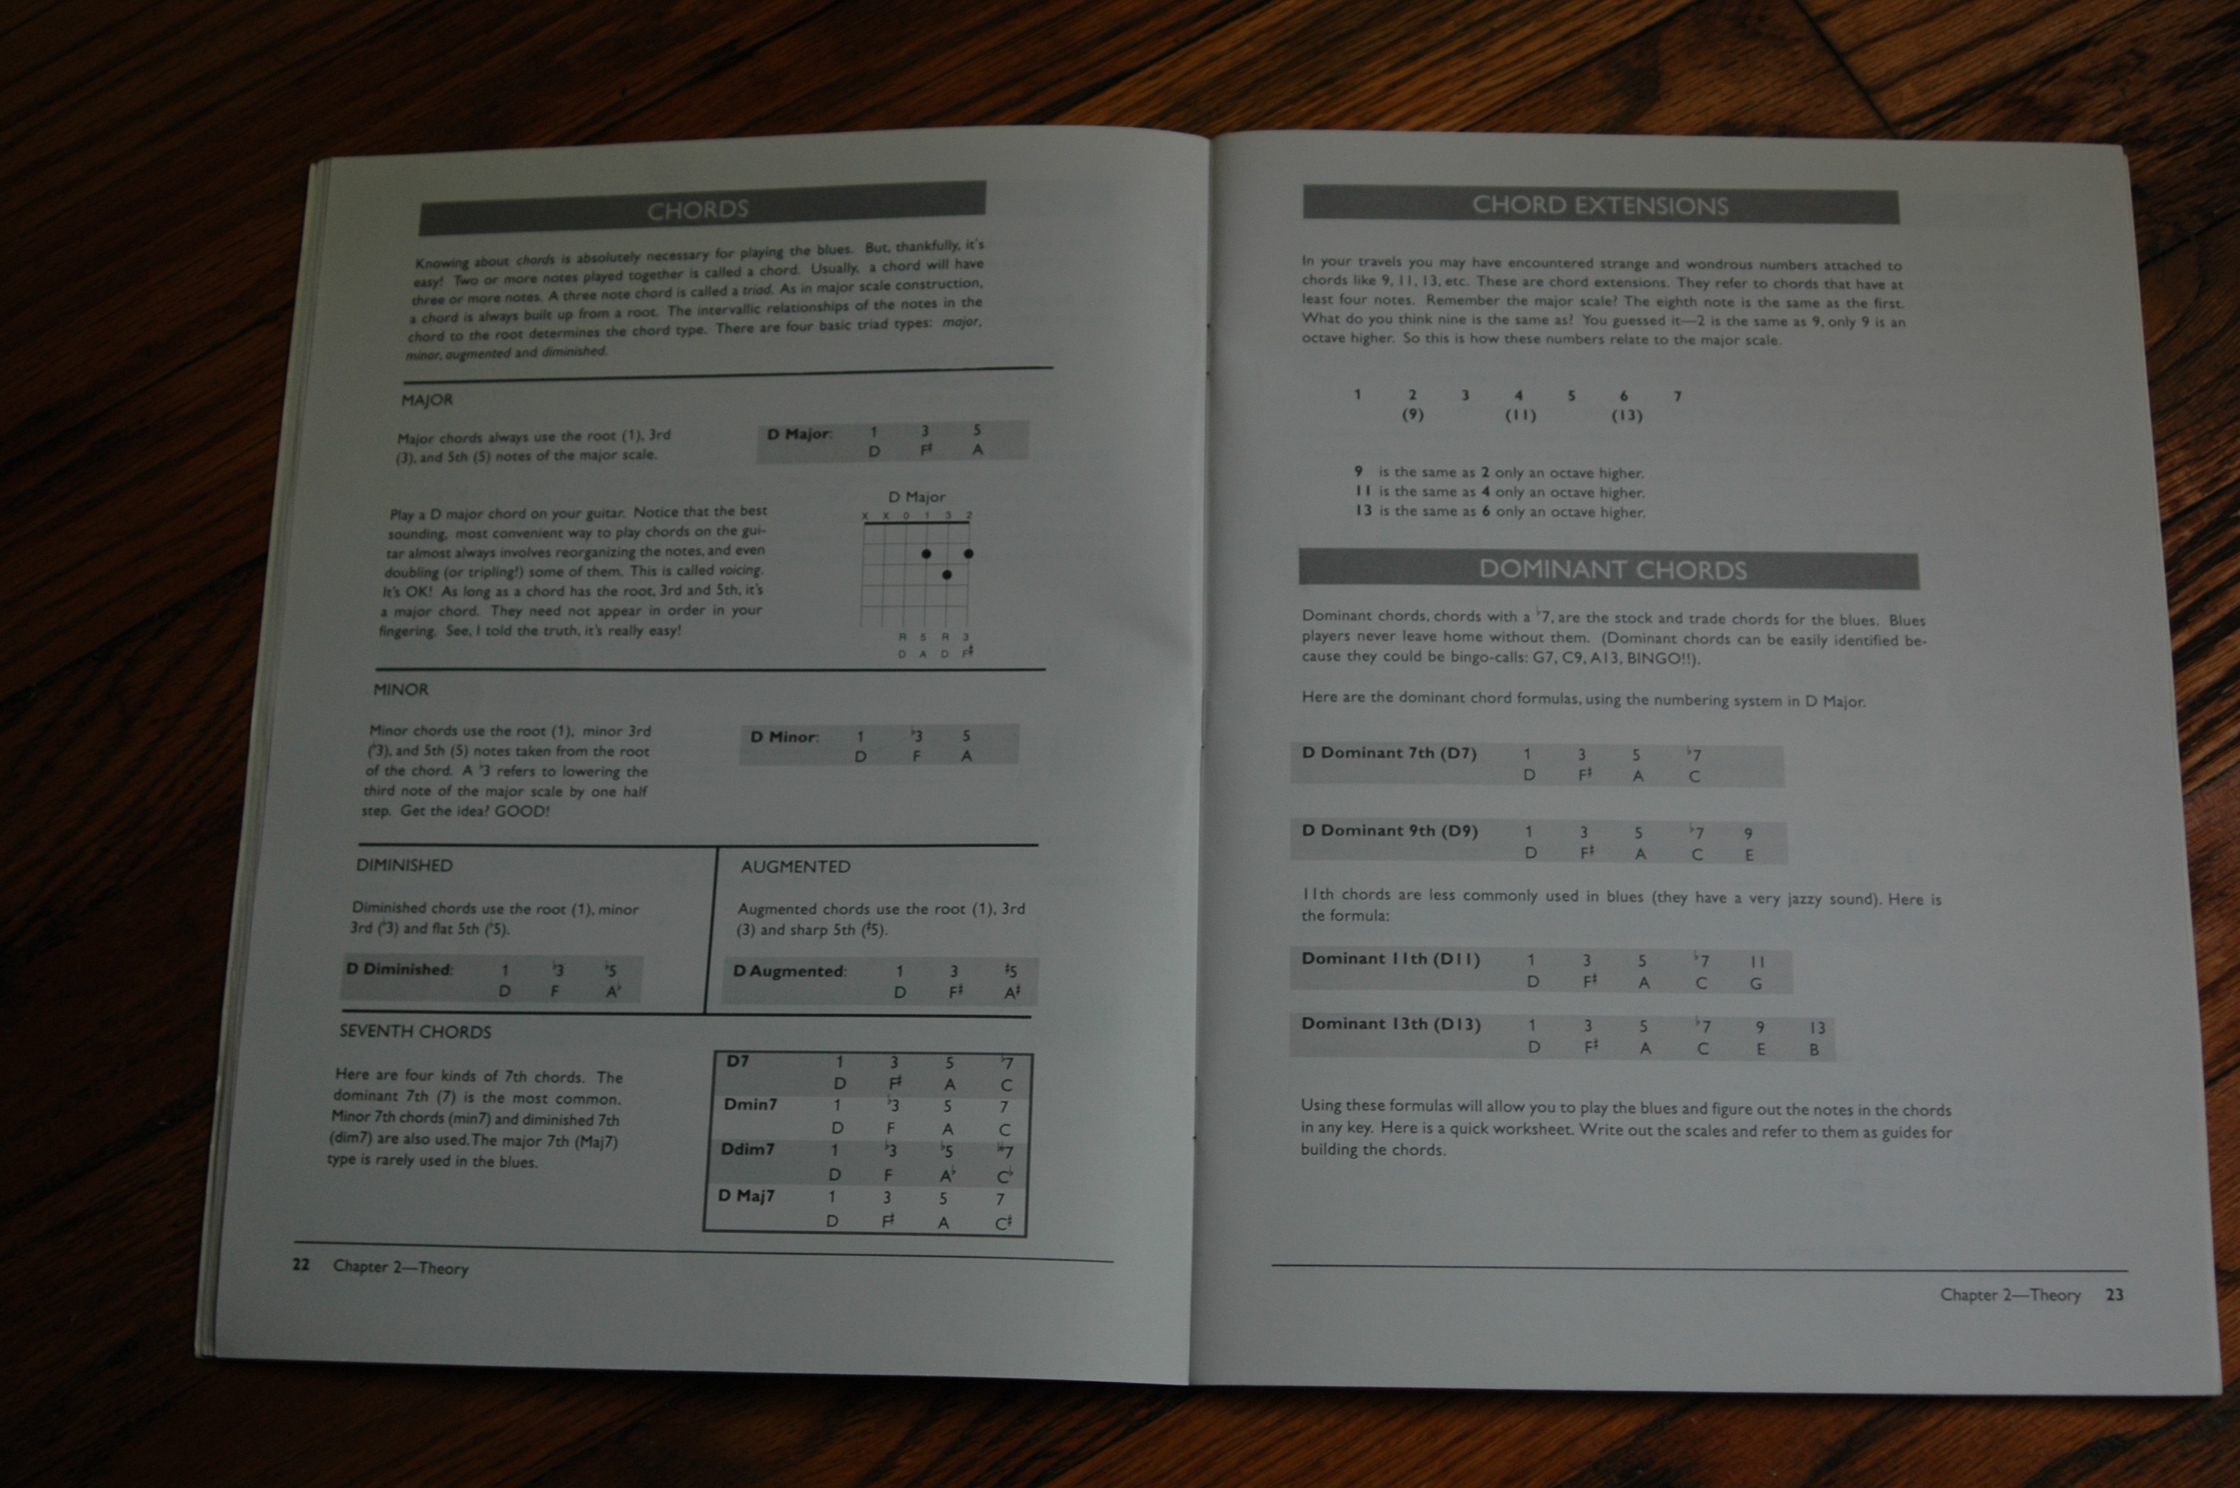 CHORDS
Knowing about chords is absolutely necessary for playing the blues. But, thankfully, it's
easy! Two or more notes played together is called a chord. Usually, a chord will have
three or more notes. A three note chord is called a triad. As in major scale construction,
a chord is always built up from a root. The intervallic relationships of the notes in the
chord to the root determines the chord type. There are four basic triad types: major,
minor, augmented and diminished.
MAJOR
Major chords always use the root (1), 3rd
(3), and 5th (5) notes of the major scale.
D Major: 1 3 5
D F♯ A
Play a D major chord on your guitar. Notice that the best
sounding, most convenient way to play chords on the gui-
tar almost always involves reorganizing the notes, and even
doubling (or tripling!) some of them. This is called voicing.
It's OK! As long as a chord has the root, 3rd and 5th, it's
a major chord. They need not appear in order in your
fingering. See, I told the truth, it's really easy!
D Major
X X 0 1 3 2
R 5 R 3
D A D F♯
MINOR
Minor chords use the root (1), minor 3rd
(♭3), and 5th (5) notes taken from the root
of the chord. A ♭3 refers to lowering the
third note of the major scale by one half
step. Get the idea? GOOD!
D Minor: 1 ♭3 5
D F A
DIMINISHED
Diminished chords use the root (1), minor
3rd (♭3) and flat 5th (♭5).
D Diminished: 1 ♭3 ♭5
D F A♭
AUGMENTED
Augmented chords use the root (1), 3rd
(3) and sharp 5th (♯5).
D Augmented: 1 3 ♯5
D F♯ A♯
SEVENTH CHORDS
Here are four kinds of 7th chords. The
dominant 7th (7) is the most common.
Minor 7th chords (min7) and diminished 7th
(dim7) are also used. The major 7th (Maj7)
type is rarely used in the blues.
D7 1 3 5 ♭7
D F♯ A C
Dmin7 1 ♭3 5 7
D F A C
Ddim7 1 ♭3 ♭5 ♭♭7
D F A♭ C♭
D Maj7 1 3 5 7
D F♯ A C♯
22 Chapter 2—Theory
CHORD EXTENSIONS
In your travels you may have encountered strange and wondrous numbers attached to
chords like 9, 11, 13, etc. These are chord extensions. They refer to chords that have at
least four notes. Remember the major scale? The eighth note is the same as the first.
What do you think nine is the same as? You guessed it—2 is the same as 9, only 9 is an
octave higher. So this is how these numbers relate to the major scale.
1 2 3 4 5 6 7
(9) (11) (13)
9 is the same as 2 only an octave higher.
11 is the same as 4 only an octave higher.
13 is the same as 6 only an octave higher.
DOMINANT CHORDS
Dominant chords, chords with a ♭7, are the stock and trade chords for the blues. Blues
players never leave home without them. (Dominant chords can be easily identified be-
cause they could be bingo-calls: G7, C9, A13, BINGO!!).
Here are the dominant chord formulas, using the numbering system in D Major.
D Dominant 7th (D7) 1 3 5 ♭7
D F♯ A C
D Dominant 9th (D9) 1 3 5 ♭7 9
D F♯ A C E
11th chords are less commonly used in blues (they have a very jazzy sound). Here is
the formula:
Dominant 11th (D11) 1 3 5 ♭7 11
D F♯ A C G
Dominant 13th (D13) 1 3 5 ♭7 9 13
D F♯ A C E B
Using these formulas will allow you to play the blues and figure out the notes in the chords
in any key. Here is a quick worksheet. Write out the scales and refer to them as guides for
building the chords.
Chapter 2—Theory 23